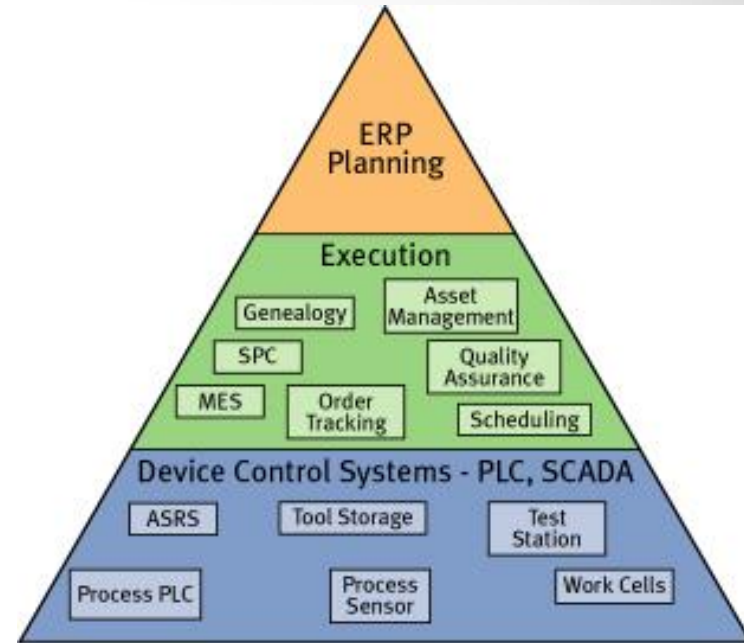 ERP
Planning
Execution
Genealogy
Asset
Management
SPC
Quality
Assurance
MES
Order
Tracking
Scheduling
Device Control Systems - PLC, SCADA
ASRS
Tool Storage
Test
Station
Process PLC
Process
Sensor
Work Cells